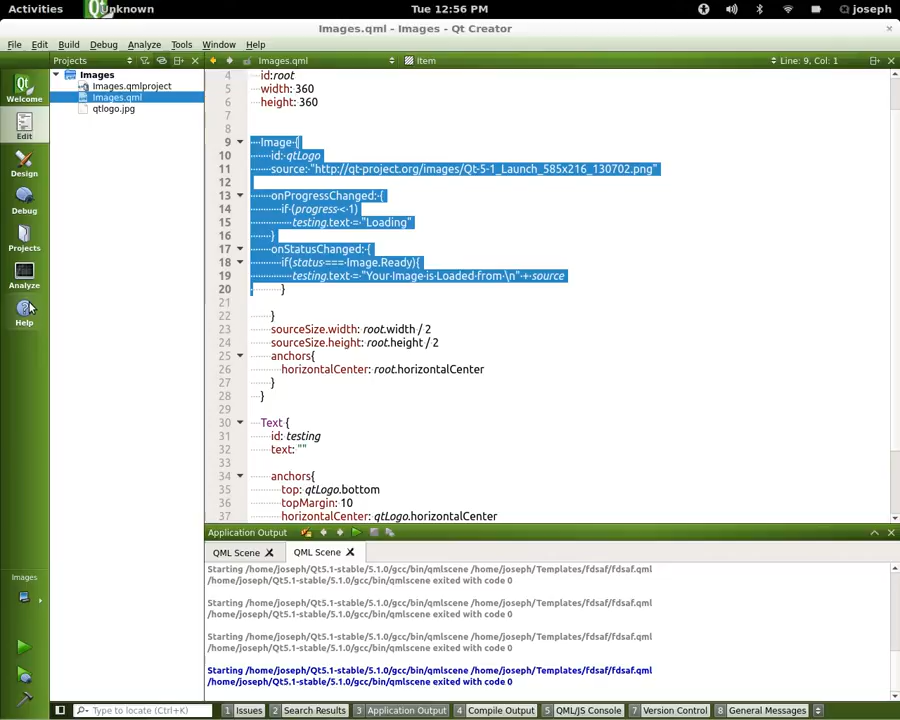 Activities Unknown Tue 12:56 PM joseph
Images.qml - Images - Qt Creator
File Edit Build Debug Analyze Tools Window Help
Projects Images.qml Item Line: 9, Col: 1
Welcome
Edit
Design
Debug
Projects
Analyze
Help
Images
Images
Images.qmlproject
Images.qml
qtlogo.jpg
4 id:root
5 width: 360
6 height: 360
7
8
9 Image {
10 id: qtLogo
11 source: "http://qt-project.org/images/Qt-5-1_Launch_585x216_130702.png"
12
13 onProgressChanged: {
14 if (progress < 1)
15 testing.text = "Loading"
16 }
17 onStatusChanged: {
18 if(status === Image.Ready){
19 testing.text = "Your Image is Loaded from \n" + source
20 }
21
22 }
23 sourceSize.width: root.width / 2
24 sourceSize.height: root.height / 2
25 anchors{
26 horizontalCenter: root.horizontalCenter
27 }
28 }
29
30 Text {
31 id: testing
32 text: ""
33
34 anchors{
35 top: qtLogo.bottom
36 topMargin: 10
37 horizontalCenter: qtLogo.horizontalCenter
Application Output
QML Scene QML Scene
Starting /home/joseph/Qt5.1-stable/5.1.0/gcc/bin/qmlscene /home/joseph/Templates/fdsaf/fdsaf.qml
/home/joseph/Qt5.1-stable/5.1.0/gcc/bin/qmlscene exited with code 0
Starting /home/joseph/Qt5.1-stable/5.1.0/gcc/bin/qmlscene /home/joseph/Templates/fdsaf/fdsaf.qml
/home/joseph/Qt5.1-stable/5.1.0/gcc/bin/qmlscene exited with code 0
Starting /home/joseph/Qt5.1-stable/5.1.0/gcc/bin/qmlscene /home/joseph/Templates/fdsaf/fdsaf.qml
/home/joseph/Qt5.1-stable/5.1.0/gcc/bin/qmlscene exited with code 0
Starting /home/joseph/Qt5.1-stable/5.1.0/gcc/bin/qmlscene /home/joseph/Templates/fdsaf/fdsaf.qml
/home/joseph/Qt5.1-stable/5.1.0/gcc/bin/qmlscene exited with code 0
Type to locate (Ctrl+K) 1 Issues 2 Search Results 3 Application Output 4 Compile Output 5 QML/JS Console 7 Version Control 8 General Messages